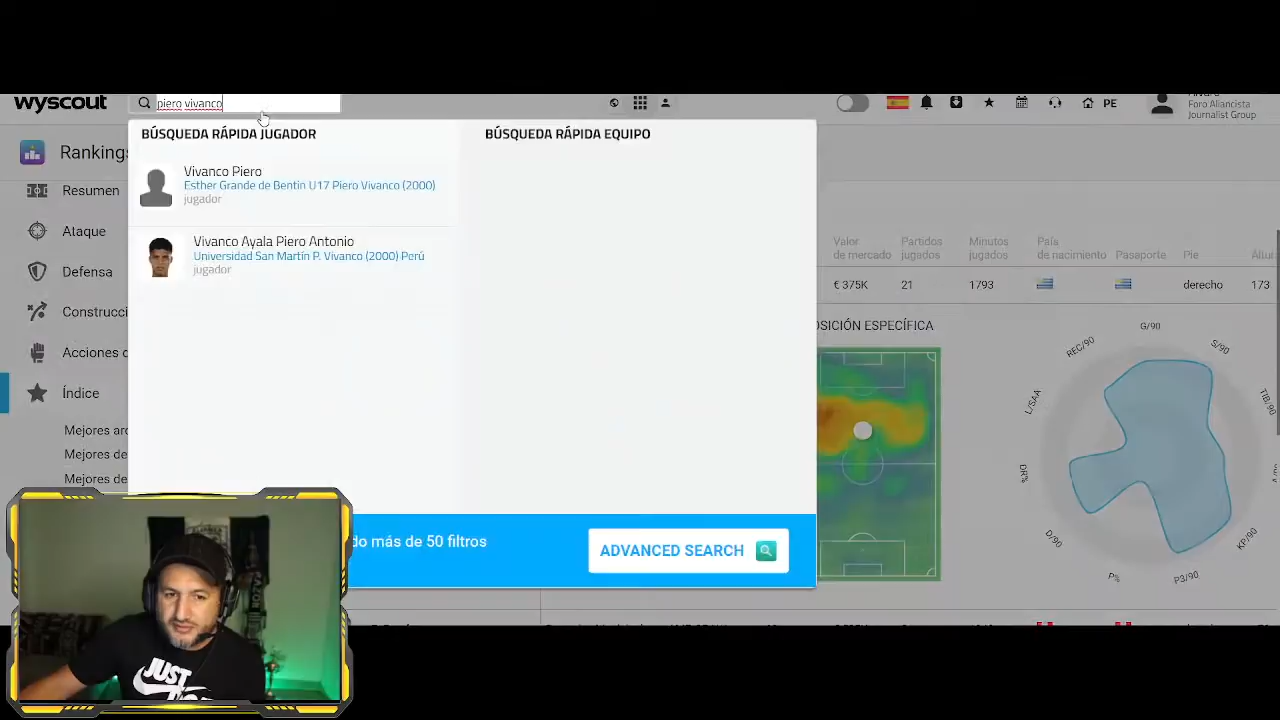 wyscout
piero vivanco
PE
Foro Aliancista
Journalist Group
BÚSQUEDA RÁPIDA JUGADOR
BÚSQUEDA RÁPIDA EQUIPO
Rankings
Vivanco Piero
Esther Grande de Bentin U17 Piero Vivanco (2000)
jugador
Resumen
Ataque
Vivanco Ayala Piero Antonio
Universidad San Martín P. Vivanco (2000) Perú
jugador
Valor
de mercado
Partidos
jugados
Minutos
jugados
País
de nacimiento
Pasaporte
Pie
Altur
Defensa
€ 375K
21
1793
derecho
173
Construcci
OSICIÓN ESPECÍFICA
G/90
S/90
REC/90
TIB/90
Acciones d
Índice
L/SAA
Mejores arc
Mejores de
Mejores de
DR%
D/90
KP/90
P%
P3/90
do más de 50 filtros
ADVANCED SEARCH
JUST